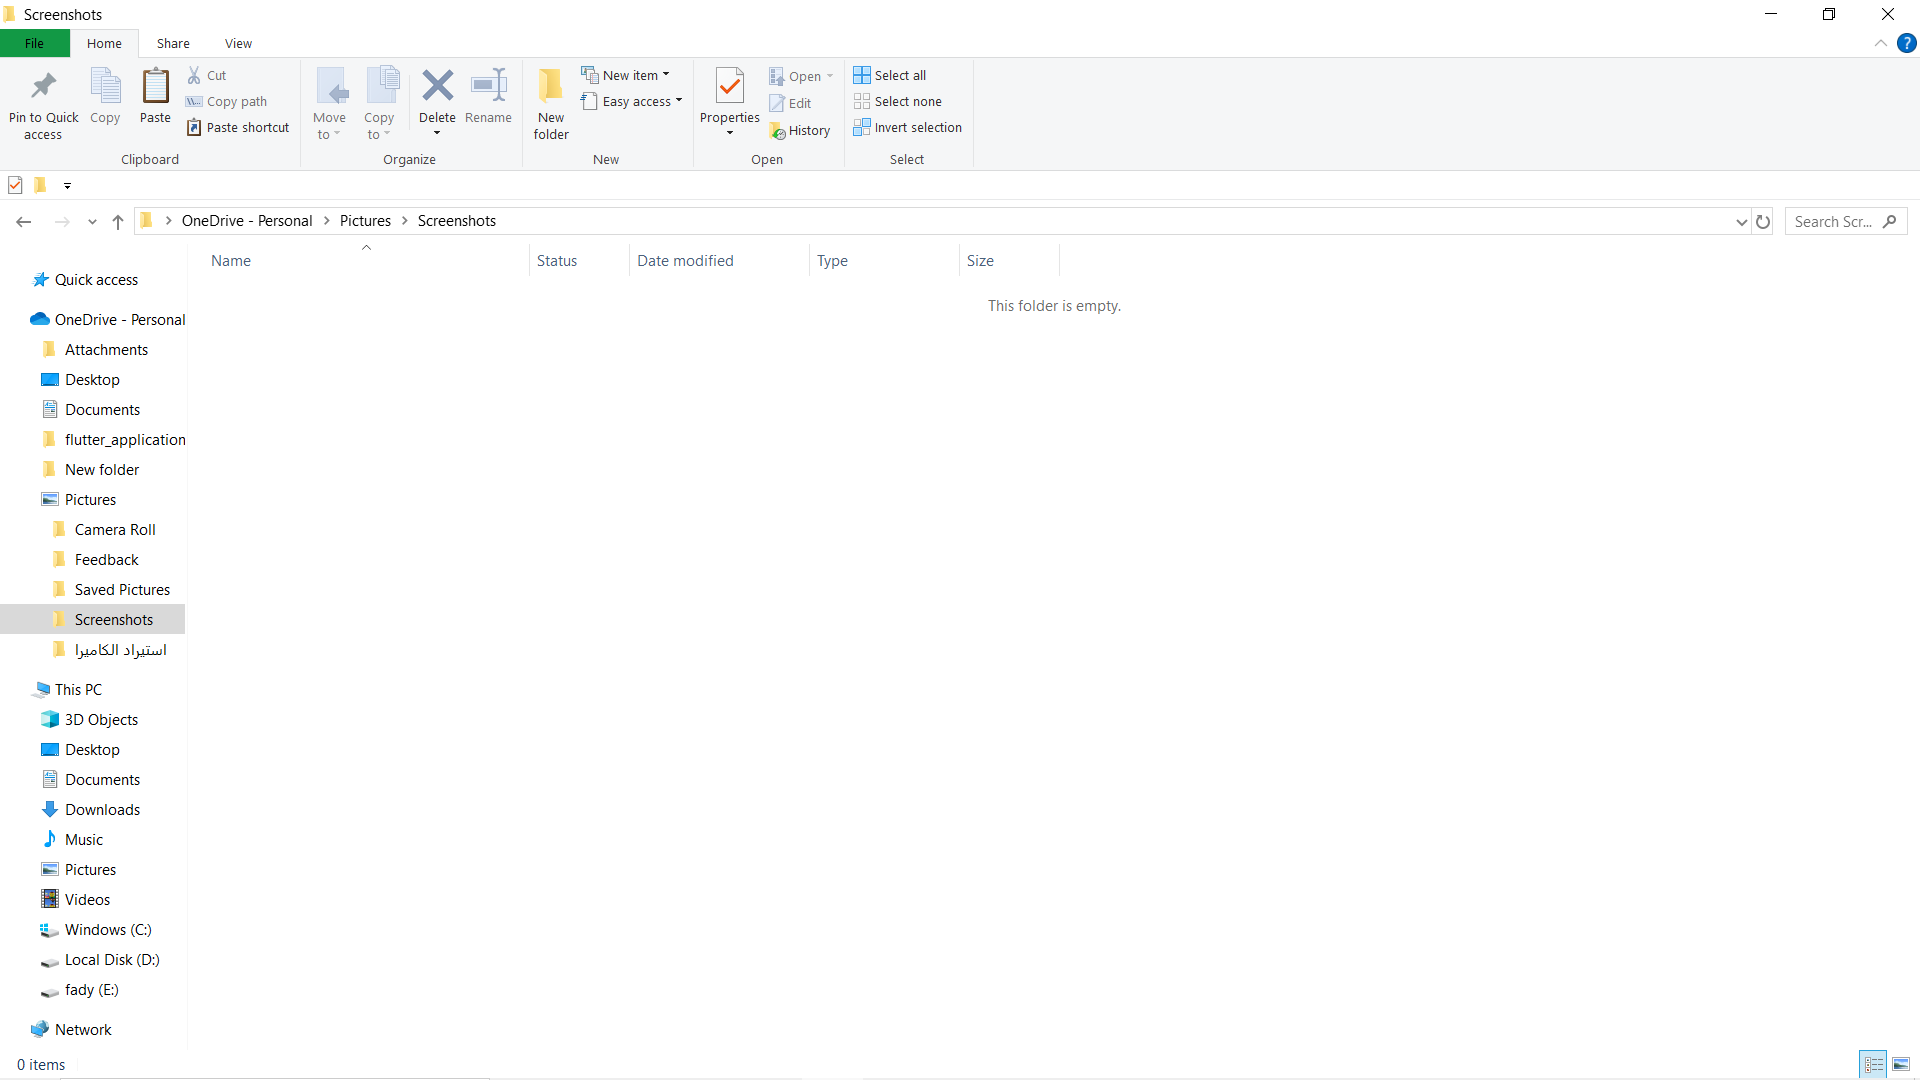 Screenshots
File Home Share View
Pin to Quick access
Copy
Paste
Cut
Copy path
Paste shortcut
Clipboard
Move to
Copy to
Delete
Rename
Organize
New folder
New item
Easy access
New
Properties
Open
Edit
History
Open
Select all
Select none
Invert selection
Select
OneDrive - Personal > Pictures > Screenshots
Search Scr...
Name Status Date modified Type Size
This folder is empty.
Quick access
OneDrive - Personal
Attachments
Desktop
Documents
flutter_application
New folder
Pictures
Camera Roll
Feedback
Saved Pictures
Screenshots
استيراد الكاميرا
This PC
3D Objects
Desktop
Documents
Downloads
Music
Pictures
Videos
Windows (C:)
Local Disk (D:)
fady (E:)
Network
0 items